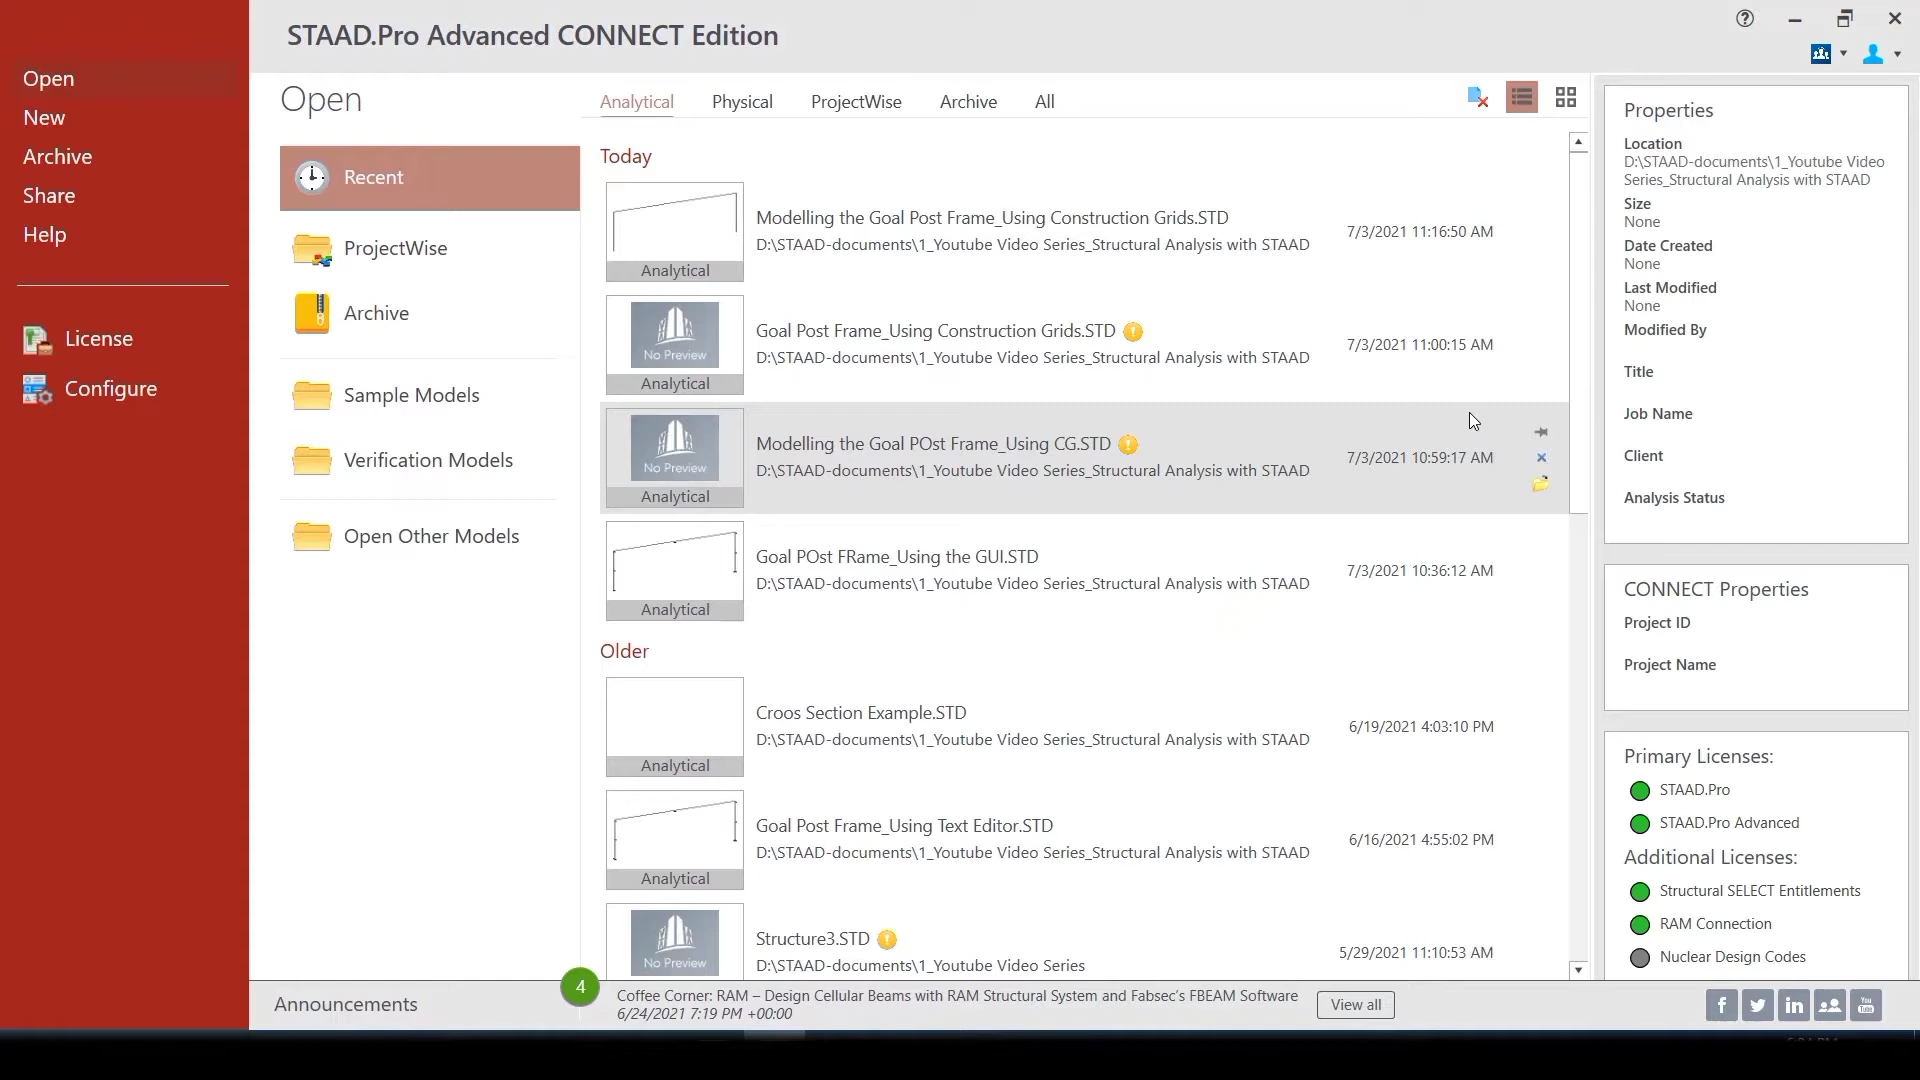 STAAD.Pro Advanced CONNECT Edition
Open
New
Archive
Share
Help
License
Configure
Open
Recent
ProjectWise
Archive
Sample Models
Verification Models
Open Other Models
Analytical Physical ProjectWise Archive All
Today
Modelling the Goal Post Frame_Using Construction Grids.STD
D:\STAAD-documents\1_Youtube Video Series_Structural Analysis with STAAD
7/3/2021 11:16:50 AM
Analytical
Goal Post Frame_Using Construction Grids.STD
D:\STAAD-documents\1_Youtube Video Series_Structural Analysis with STAAD
7/3/2021 11:00:15 AM
No Preview
Analytical
Modelling the Goal POst Frame_Using CG.STD
D:\STAAD-documents\1_Youtube Video Series_Structural Analysis with STAAD
7/3/2021 10:59:17 AM
No Preview
Analytical
Goal POst FRame_Using the GUI.STD
D:\STAAD-documents\1_Youtube Video Series_Structural Analysis with STAAD
7/3/2021 10:36:12 AM
Analytical
Older
Croos Section Example.STD
D:\STAAD-documents\1_Youtube Video Series_Structural Analysis with STAAD
6/19/2021 4:03:10 PM
Analytical
Goal Post Frame_Using Text Editor.STD
D:\STAAD-documents\1_Youtube Video Series_Structural Analysis with STAAD
6/16/2021 4:55:02 PM
Analytical
Structure3.STD
D:\STAAD-documents\1_Youtube Video Series
5/29/2021 11:10:53 AM
No Preview
Properties
Location
D:\STAAD-documents\1_Youtube Video
Series_Structural Analysis with STAAD
Size
None
Date Created
None
Last Modified
None
Modified By
Title
Job Name
Client
Analysis Status
CONNECT Properties
Project ID
Project Name
Primary Licenses:
STAAD.Pro
STAAD.Pro Advanced
Additional Licenses:
Structural SELECT Entitlements
RAM Connection
Nuclear Design Codes
Announcements
4
Coffee Corner: RAM – Design Cellular Beams with RAM Structural System and Fabsec's FBEAM Software
6/24/2021 7:19 PM +00:00
View all
You
Tube